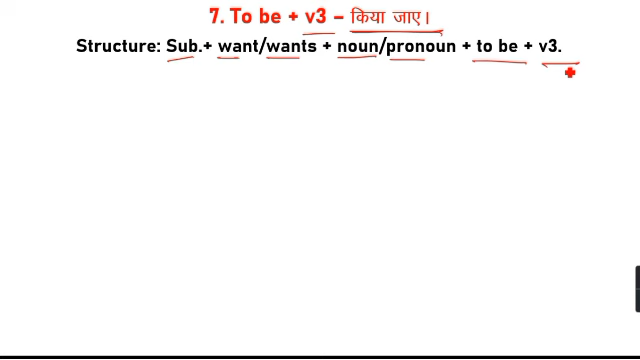 7. To be + v3 – किया जाए।
Structure: Sub.+ want/wants + noun/pronoun + to be + v3.